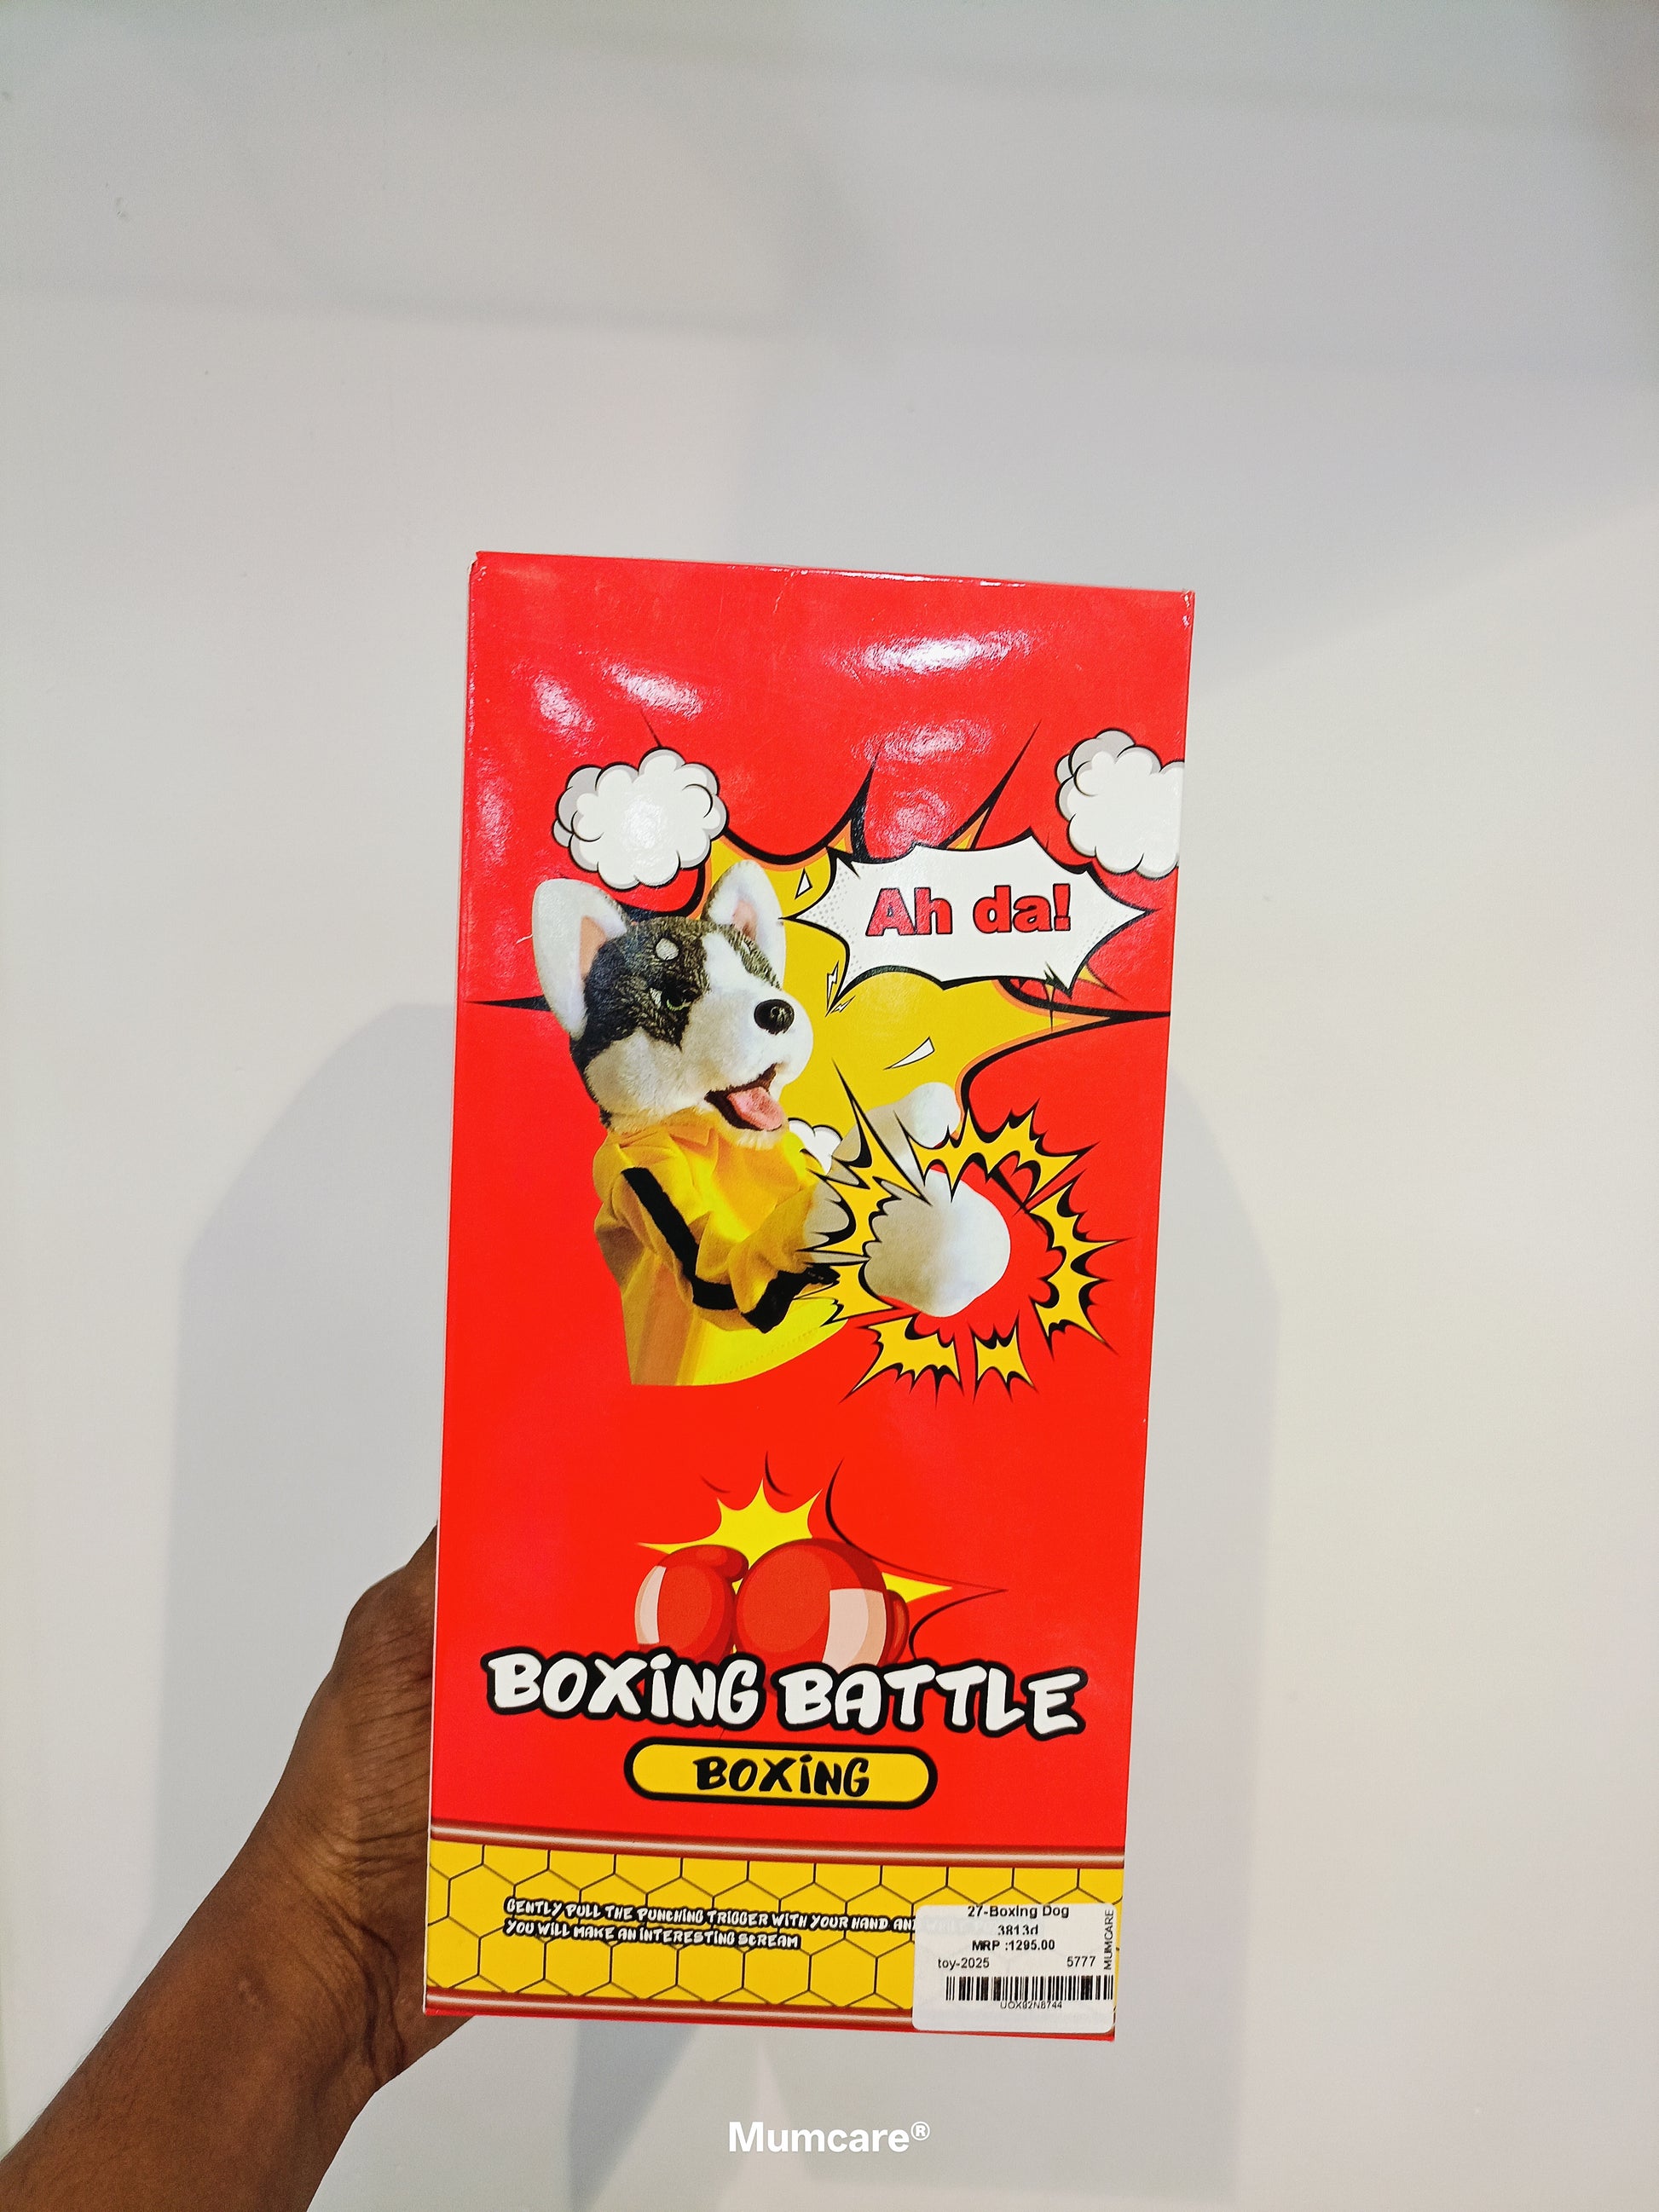 Ah da!
BOXING BATTLE
BOXING
GENTLY PULL THE PUNCHING TRIGGER WITH YOUR HAND AND
YOU WILL MAKE AN INTERESTING SCREAM
27-Boxing Dog
3813d
MRP :1295.00
toy-2025 5777
UOX92N8744
MUMCARE
Mumcare®